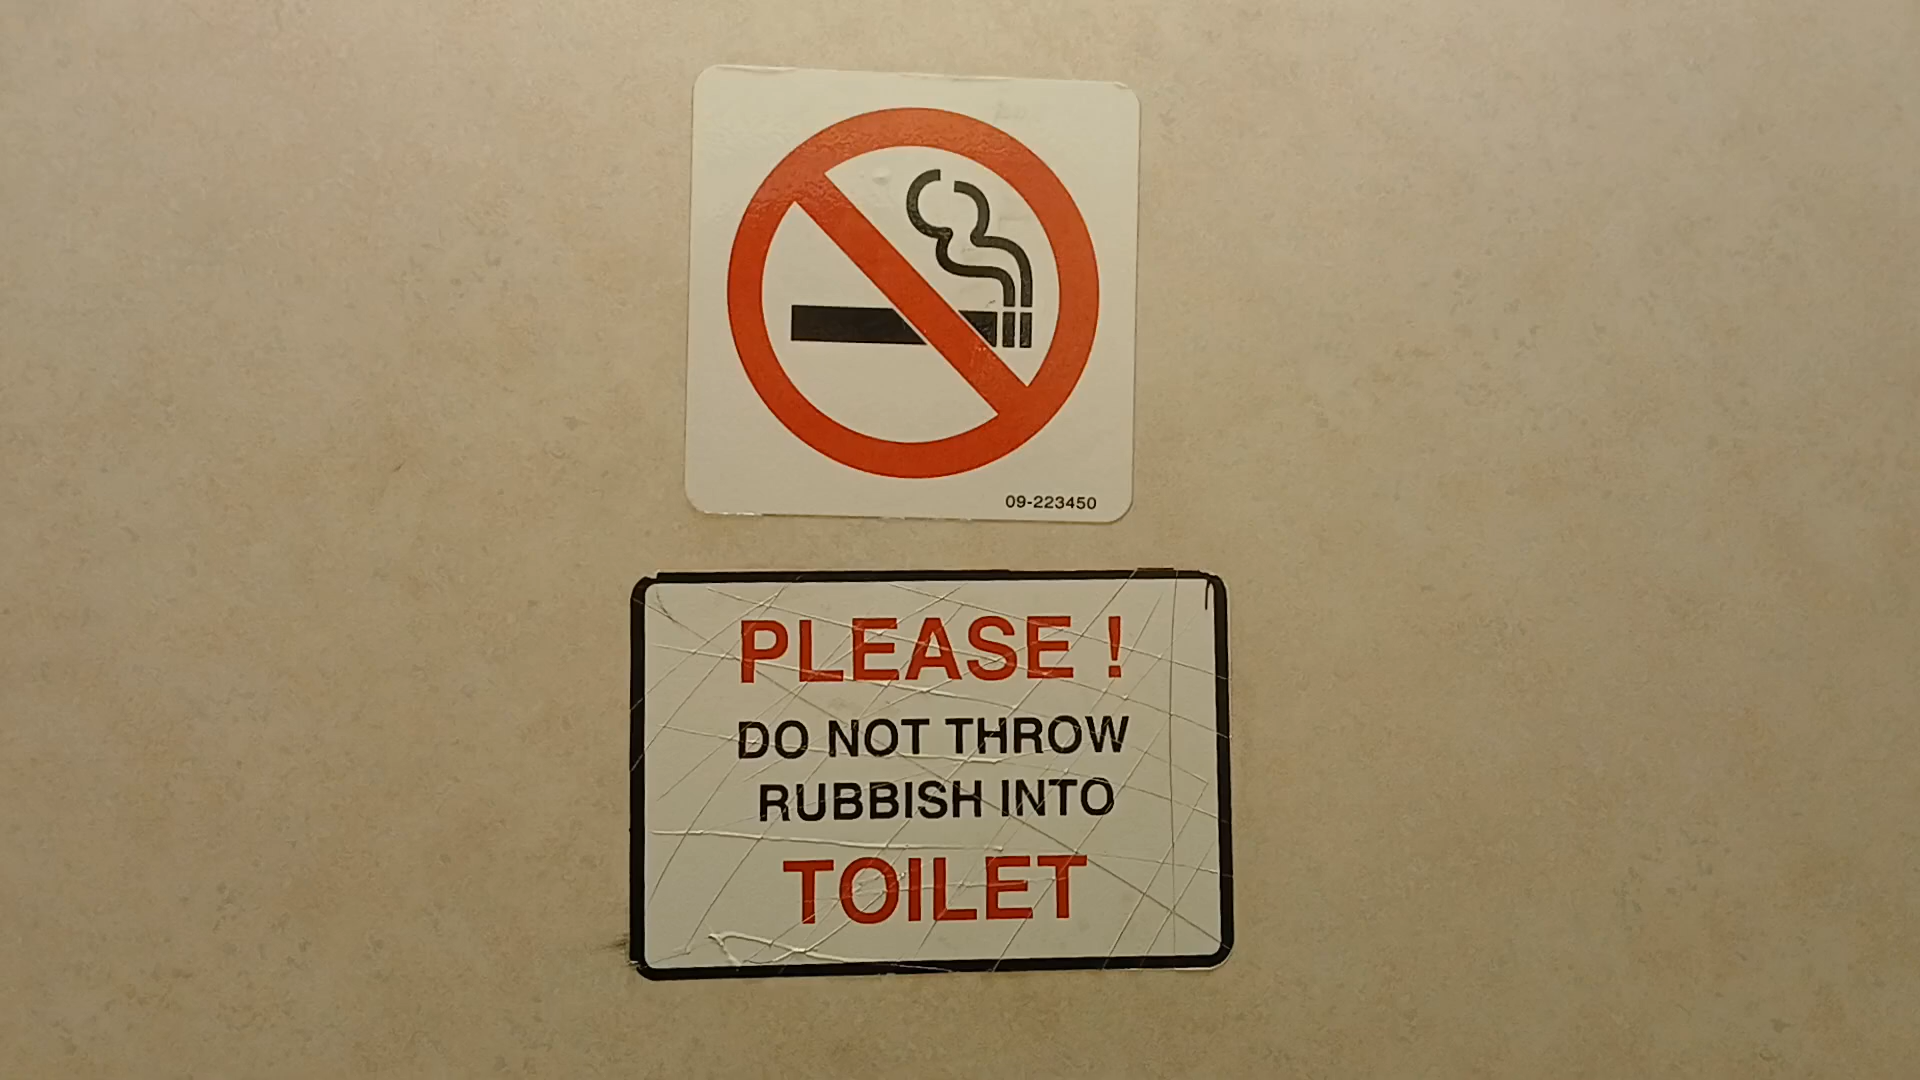 09-223450
PLEASE !
DO NOT THROW
RUBBISH INTO
TOILET